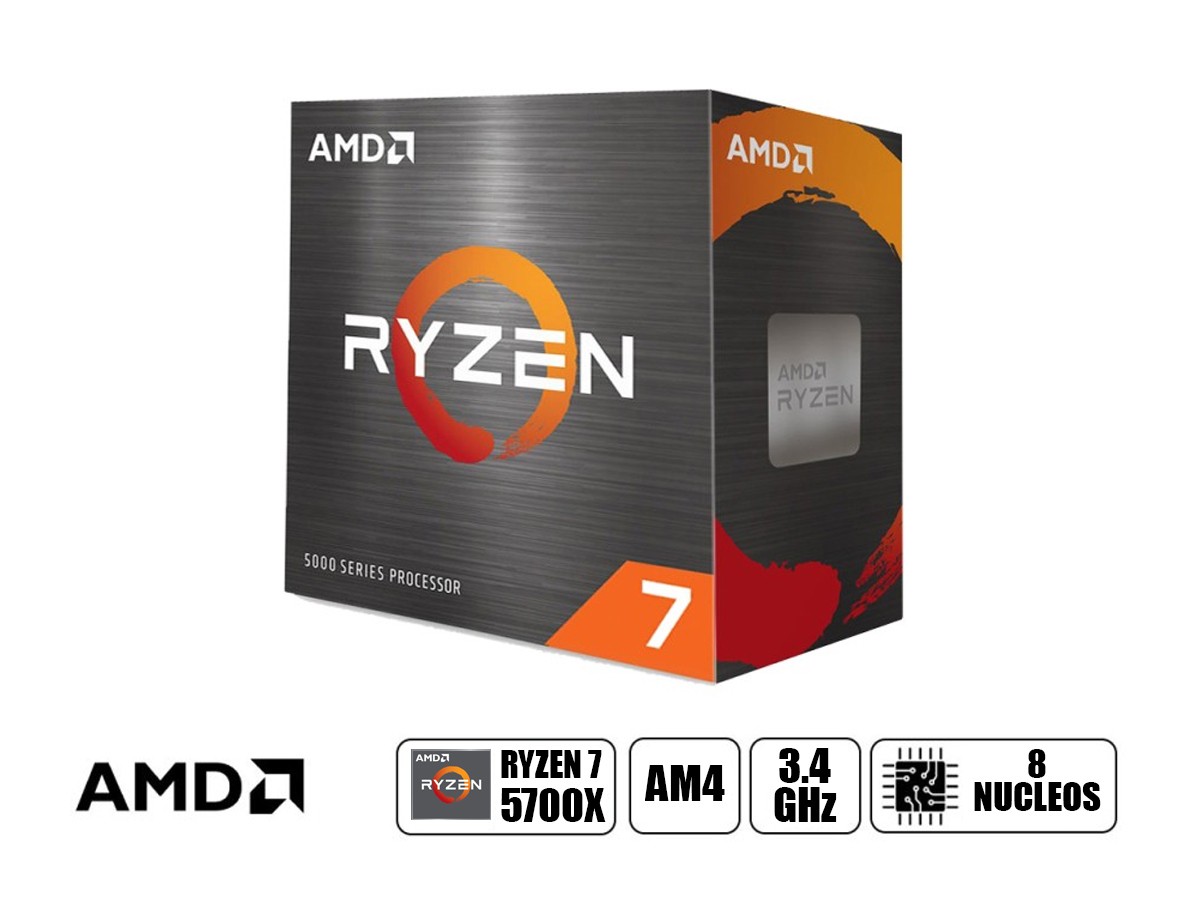 AMD
RYZEN
5000 SERIES PROCESSOR
7
AMD
AMD
RYZEN
AMD
AMD
RYZEN
RYZEN 7
5700X
AM4
3.4
GHz
8
NUCLEOS